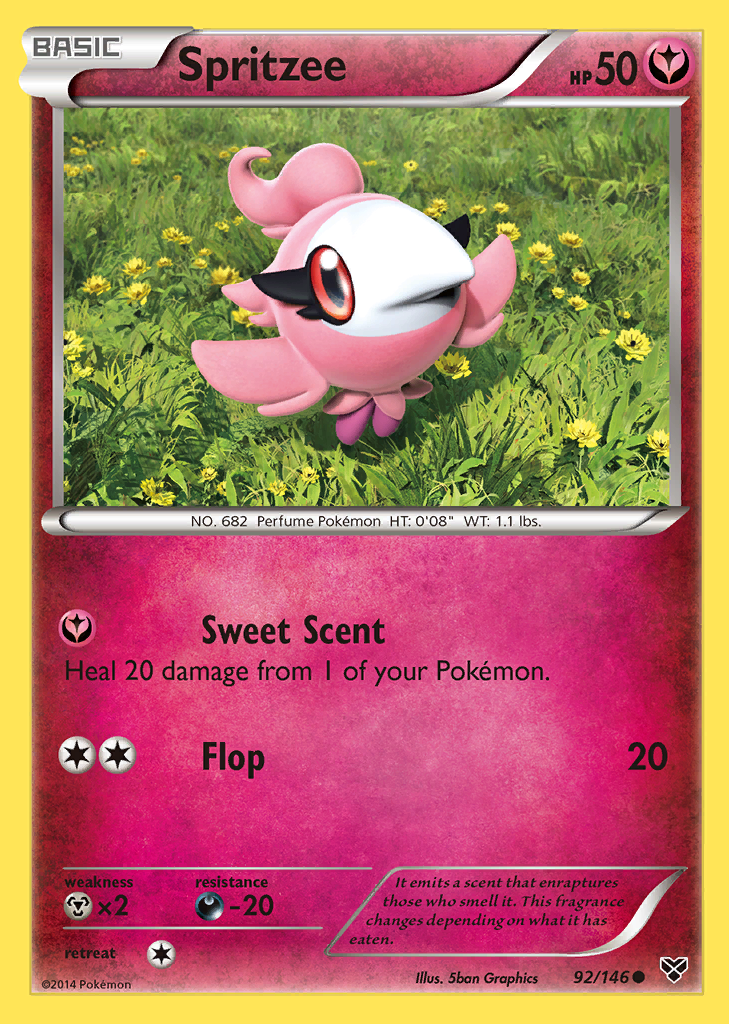 BASIC Spritzee HP50
NO. 682 Perfume Pokémon HT: 0'08" WT: 1.1 lbs.
Sweet Scent
Heal 20 damage from 1 of your Pokémon.
Flop 20
weakness resistance
×2 -20
retreat
It emits a scent that enraptures
those who smell it. This fragrance
changes depending on what it has
eaten.
©2014 Pokémon Illus. 5ban Graphics 92/146